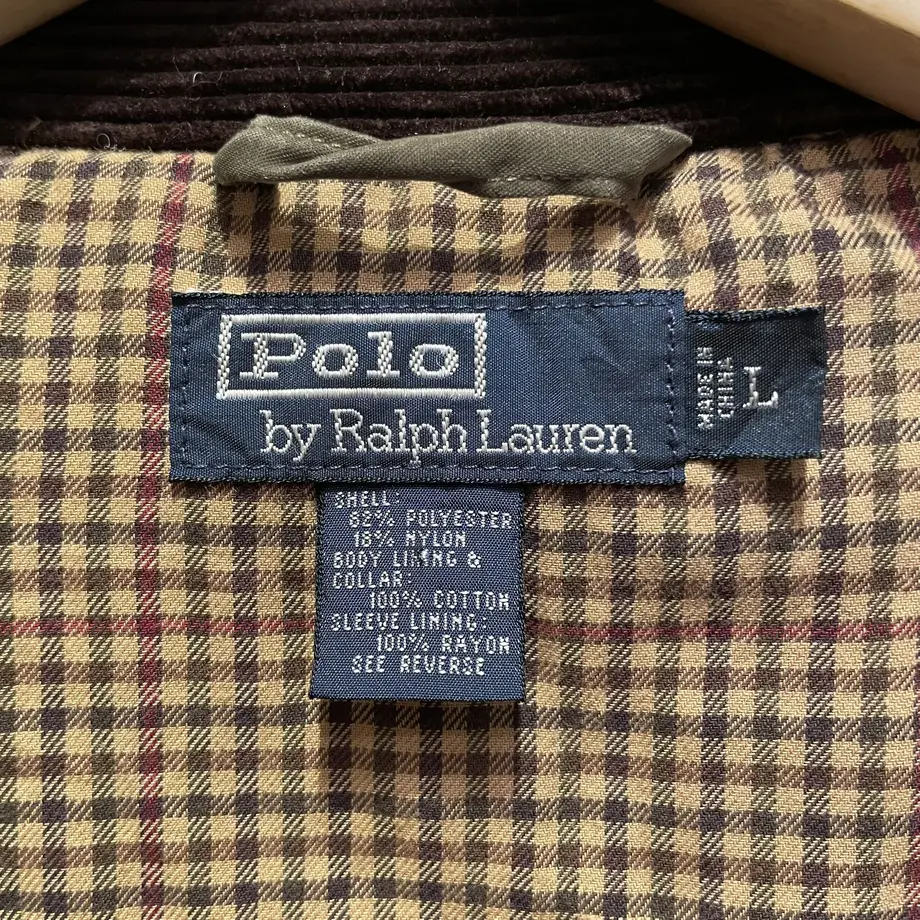 Polo
by Ralph Lauren
MADE IN
CHINA
L
SHELL:
82% POLYESTER
18% NYLON
BODY LINING &
COLLAR:
100% COTTON
SLEEVE LINING:
100% RAYON
SEE REVERSE